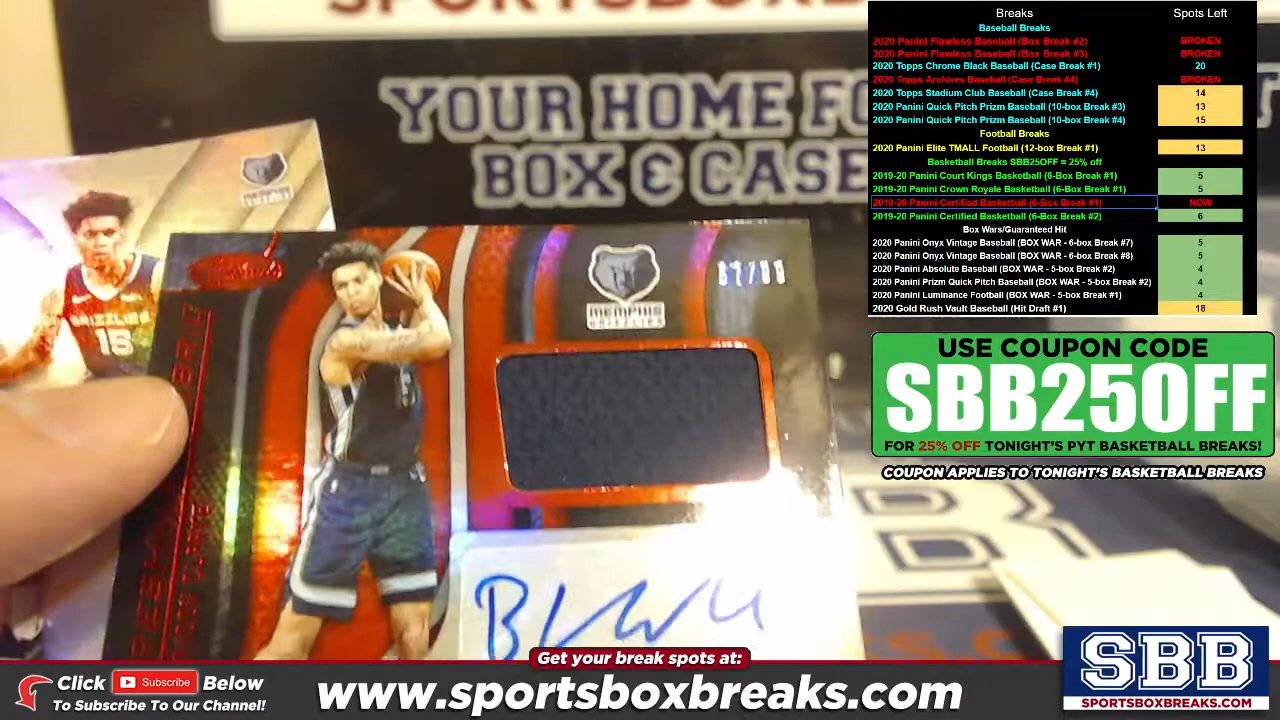 SPORTSBOXBREAKS
YOUR HOME FO
BOX & CASE
GRIZZLIES
15
MEMPHIS
GRIZZLIES
Breaks Spots Left
Baseball Breaks
2020 Panini Flawless Baseball (Box Break #2) BROKEN
2020 Panini Flawless Baseball (Box Break #3) BROKEN
2020 Topps Chrome Black Baseball (Case Break #1) 20
2020 Topps Archives Baseball (Case Break #4) BROKEN
2020 Topps Stadium Club Baseball (Case Break #4) 14
2020 Panini Quick Pitch Prizm Baseball (10-box Break #3) 13
2020 Panini Quick Pitch Prizm Baseball (10-box Break #4) 15
Football Breaks
2020 Panini Elite TMALL Football (12-box Break #1) 13
Basketball Breaks SBB25OFF = 25% off
2019-20 Panini Court Kings Basketball (6-Box Break #1) 5
2019-20 Panini Crown Royale Basketball (6-Box Break #1) 5
2019-20 Panini Certified Basketball (6-Box Break #1) NOW
2019-20 Panini Certified Basketball (6-Box Break #2) 6
Box Wars/Guaranteed Hit
2020 Panini Onyx Vintage Baseball (BOX WAR - 6-box Break #7) 5
2020 Panini Onyx Vintage Baseball (BOX WAR - 6-box Break #8) 5
2020 Panini Absolute Baseball (BOX WAR - 5-box Break #2) 4
2020 Panini Prizm Quick Pitch Baseball (BOX WAR - 5-box Break #2) 4
2020 Panini Luminance Football (BOX WAR - 5-box Break #1) 4
2020 Gold Rush Vault Baseball (Hit Draft #1) 18
USE COUPON CODE
SBB25OFF
FOR 25% OFF TONIGHT'S PYT BASKETBALL BREAKS!
COUPON APPLIES TO TONIGHT'S BASKETBALL BREAKS
Get your break spots at:
Click Subscribe Below
To Subscribe To Our Channel!
www.sportsboxbreaks.com
SBB
SPORTSBOXBREAKS.COM